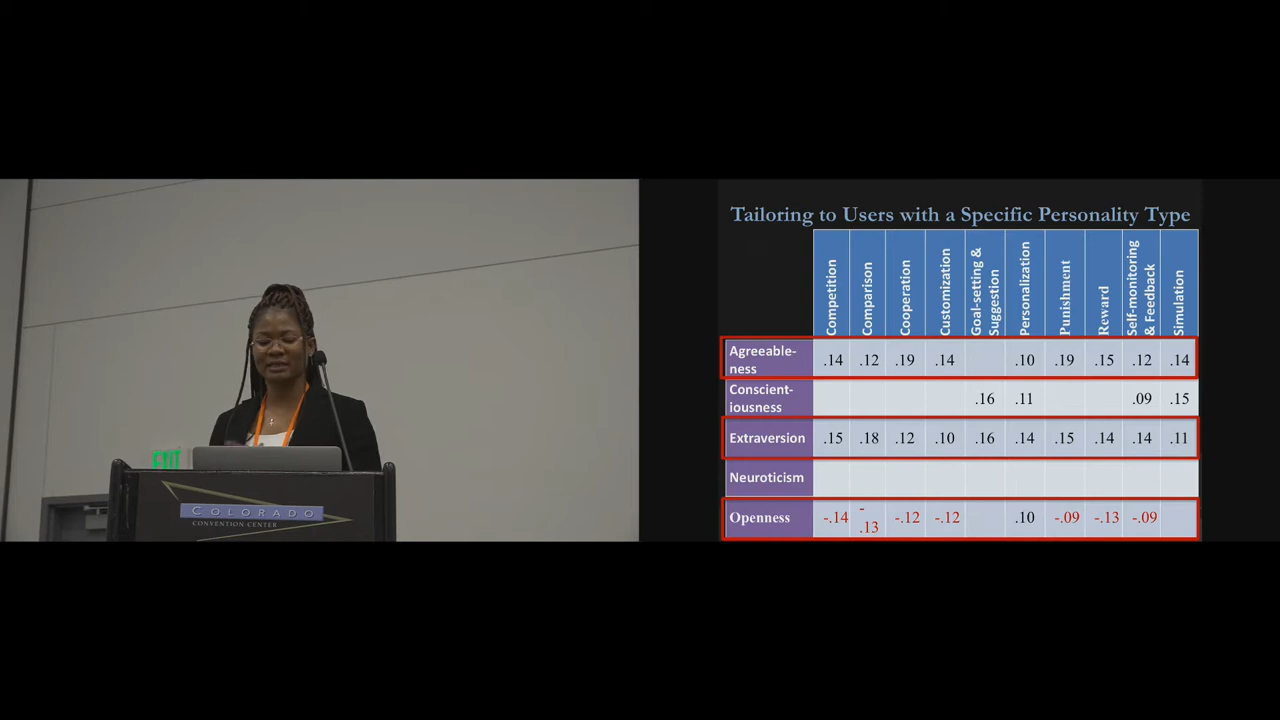 Tailoring to Users with a Specific Personality Type
Competition
Comparison
Cooperation
Customization
Goal-setting &
Suggestion
Personalization
Punishment
Reward
Self-monitoring
& Feedback
Simulation
Agreeable-
ness
.14 .12 .19 .14 .10 .19 .15 .12 .14
Conscient-
iousness
.16 .11 .09 .15
Extraversion .15 .18 .12 .10 .16 .14 .15 .14 .14 .11
Neuroticism
Openness -.14 -
.13 -.12 -.12 .10 -.09 -.13 -.09
EXIT
COLORADO
CONVENTION CENTER